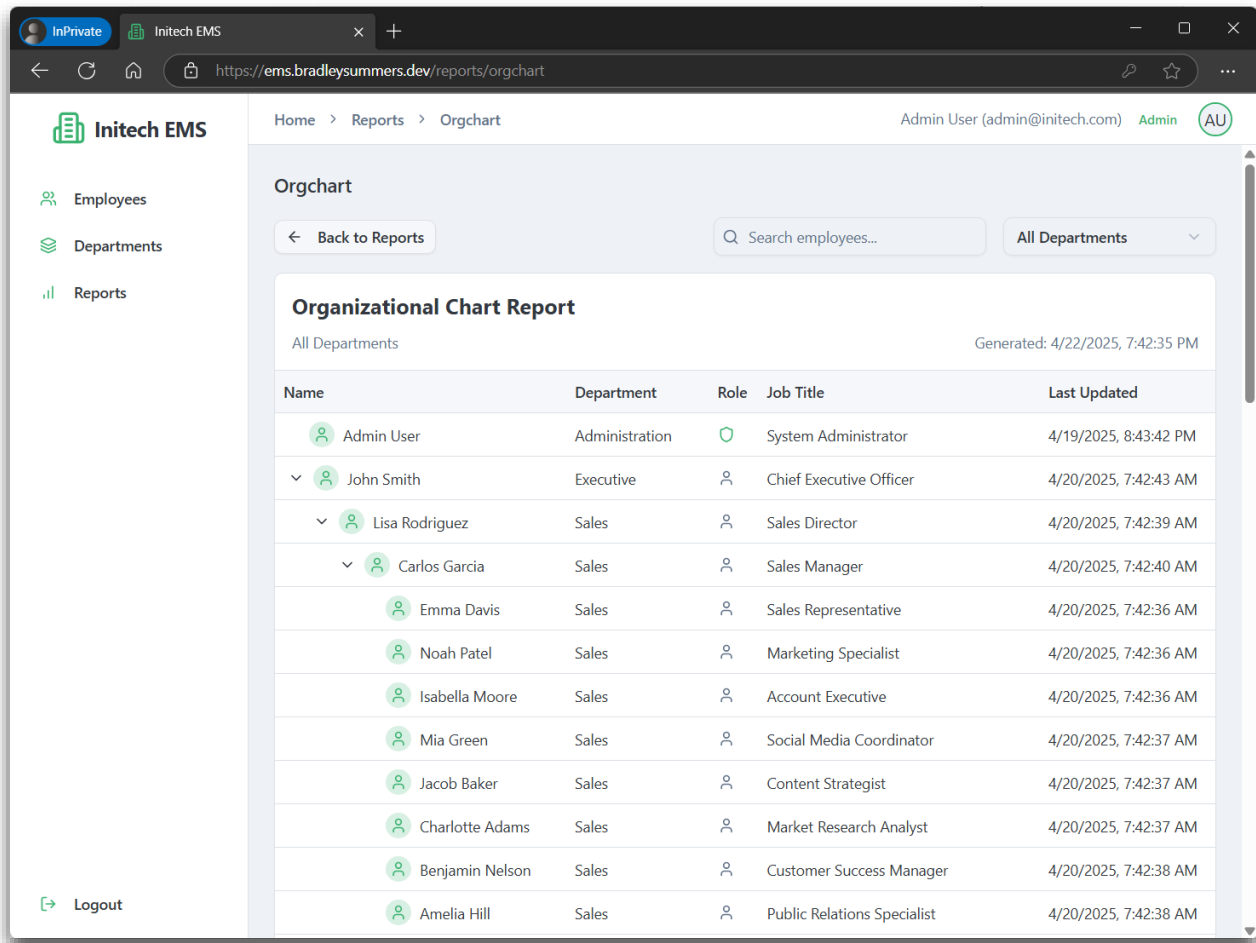 InPrivate
Initech EMS
https://ems.bradleysummers.dev/reports/orgchart
Initech EMS
Home > Reports > Orgchart
Admin User (admin@initech.com) Admin AU
Employees
Departments
Reports
Logout
Orgchart
Back to Reports
Search employees...
All Departments
Organizational Chart Report
All Departments
Generated: 4/22/2025, 7:42:35 PM
Name Department Role Job Title Last Updated
Admin User Administration System Administrator 4/19/2025, 8:43:42 PM
John Smith Executive Chief Executive Officer 4/20/2025, 7:42:43 AM
Lisa Rodriguez Sales Sales Director 4/20/2025, 7:42:39 AM
Carlos Garcia Sales Sales Manager 4/20/2025, 7:42:40 AM
Emma Davis Sales Sales Representative 4/20/2025, 7:42:36 AM
Noah Patel Sales Marketing Specialist 4/20/2025, 7:42:36 AM
Isabella Moore Sales Account Executive 4/20/2025, 7:42:36 AM
Mia Green Sales Social Media Coordinator 4/20/2025, 7:42:37 AM
Jacob Baker Sales Content Strategist 4/20/2025, 7:42:37 AM
Charlotte Adams Sales Market Research Analyst 4/20/2025, 7:42:37 AM
Benjamin Nelson Sales Customer Success Manager 4/20/2025, 7:42:38 AM
Amelia Hill Sales Public Relations Specialist 4/20/2025, 7:42:38 AM